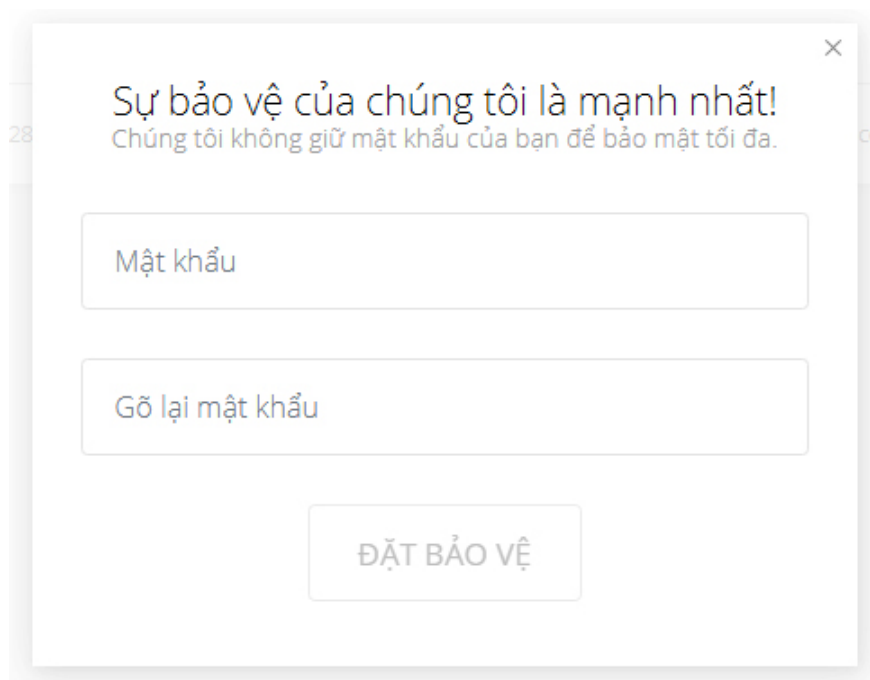 Sự bảo vệ của chúng tôi là mạnh nhất!
Chúng tôi không giữ mật khẩu của bạn để bảo mật tối đa.
28
Mật khẩu
Gõ lại mật khẩu
ĐẶT BẢO VỆ